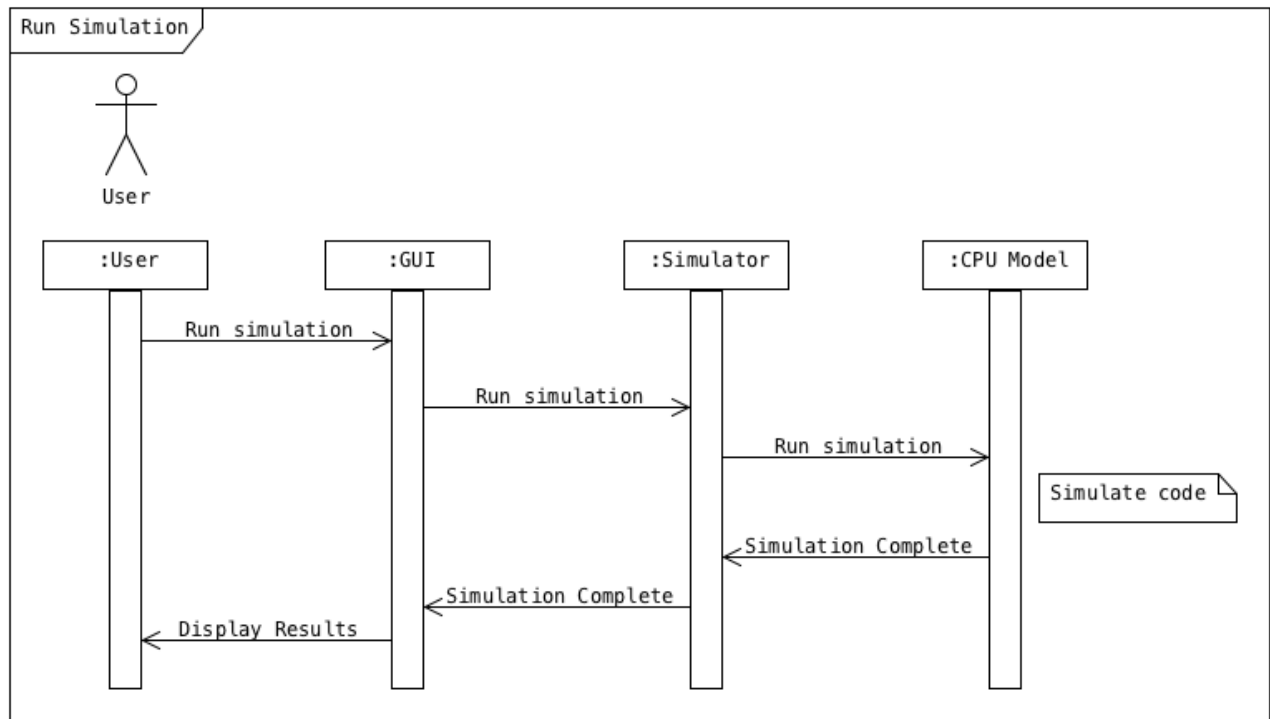 Run Simulation
User
:User
:GUI
:Simulator
:CPU Model
Run simulation
Run simulation
Run simulation
Simulate code
Simulation Complete
Simulation Complete
Display Results